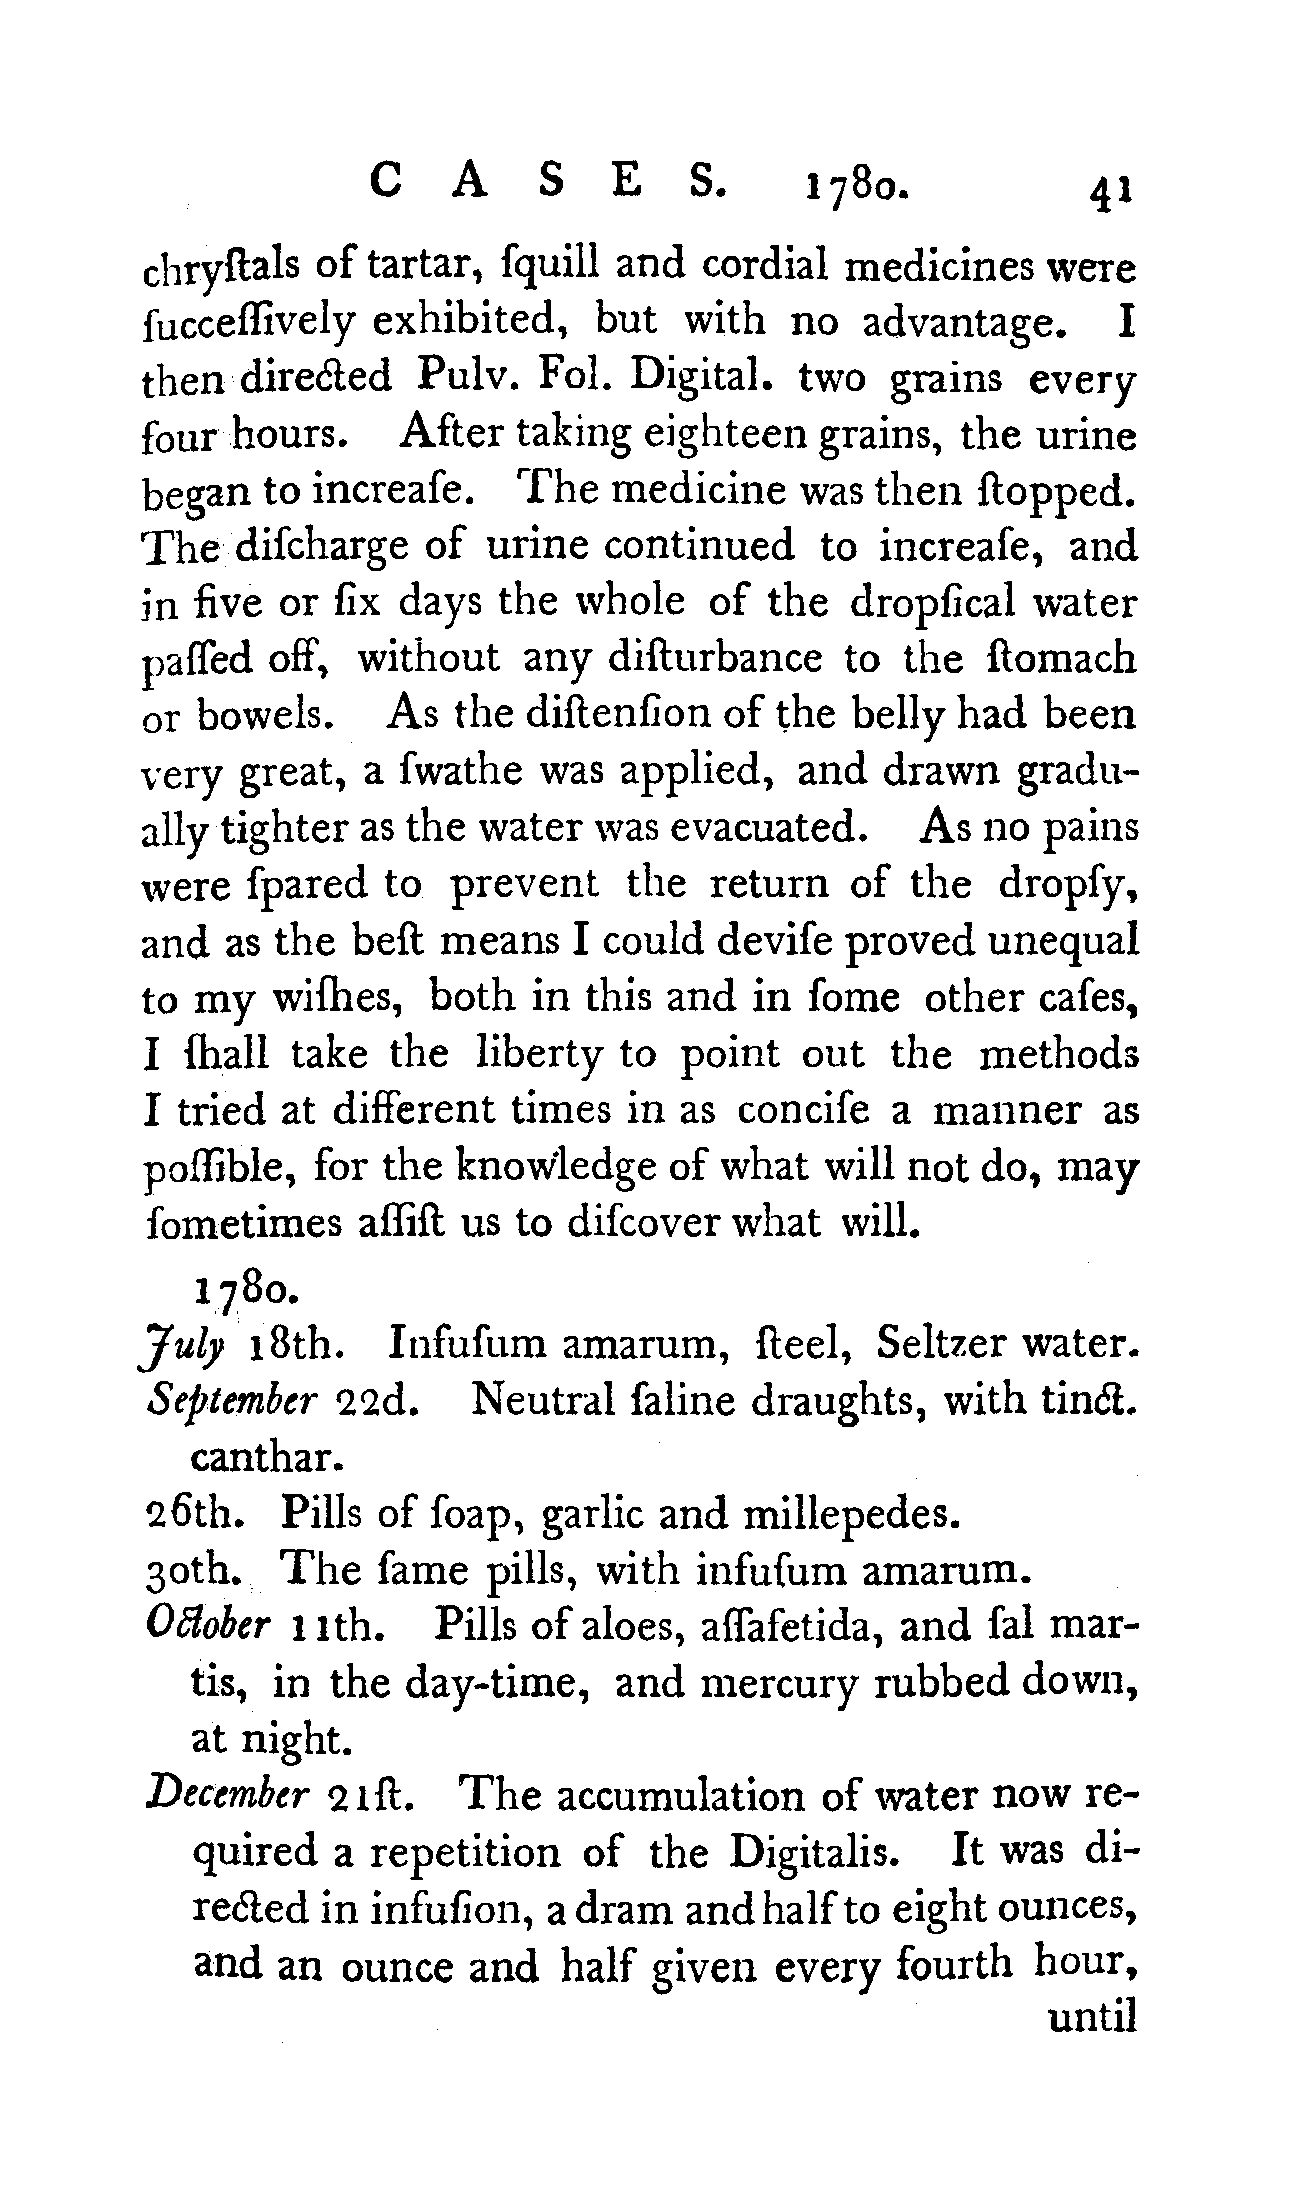 C A S E S. 1780. 41
chryſtals of tartar, ſquill and cordial medicines were
ſucceſſively exhibited, but with no advantage. I
then directed Pulv. Fol. Digital. two grains every
four hours. After taking eighteen grains, the urine
began to increaſe. The medicine was then ſtopped.
The diſcharge of urine continued to increaſe, and
in five or ſix days the whole of the dropſical water
paſſed off, without any diſturbance to the ſtomach
or bowels. As the diſtenſion of the belly had been
very great, a ſwathe was applied, and drawn gradu-
ally tighter as the water was evacuated. As no pains
were ſpared to prevent the return of the dropſy,
and as the beſt means I could deviſe proved unequal
to my wiſhes, both in this and in ſome other caſes,
I ſhall take the liberty to point out the methods
I tried at different times in as conciſe a manner as
poſſible, for the knowledge of what will not do, may
ſometimes aſſiſt us to diſcover what will.
1780.
July 18th. Infuſum amarum, ſteel, Seltzer water.
September 22d. Neutral ſaline draughts, with tinct.
canthar.
26th. Pills of ſoap, garlic and millepedes.
30th. The ſame pills, with infuſum amarum.
October 11th. Pills of aloes, aſſafetida, and ſal mar-
tis, in the day-time, and mercury rubbed down,
at night.
December 21ſt. The accumulation of water now re-
quired a repetition of the Digitalis. It was di-
rected in infuſion, a dram and half to eight ounces,
and an ounce and half given every fourth hour,
until